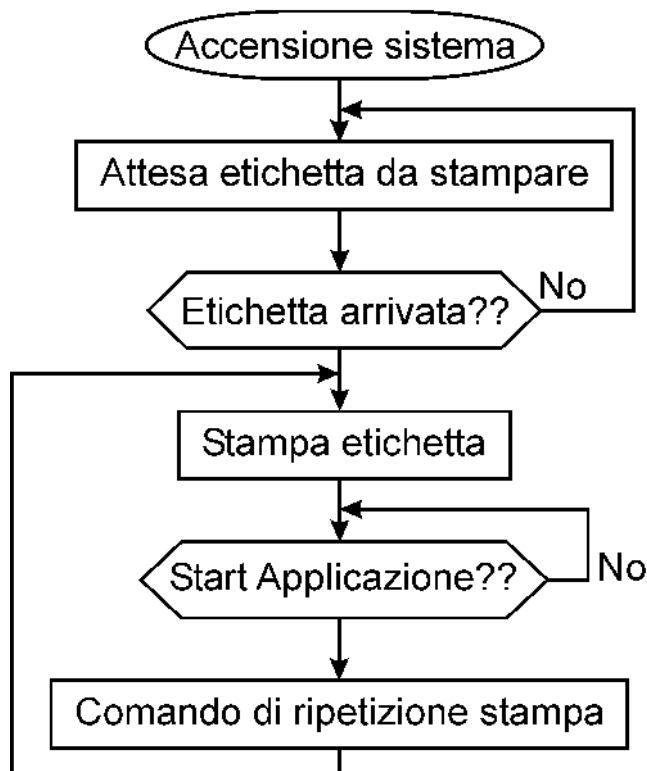 Accensione sistema
Attesa etichetta da stampare
No
Etichetta arrivata??
Stampa etichetta
Start Applicazione??
No
Comando di ripetizione stampa